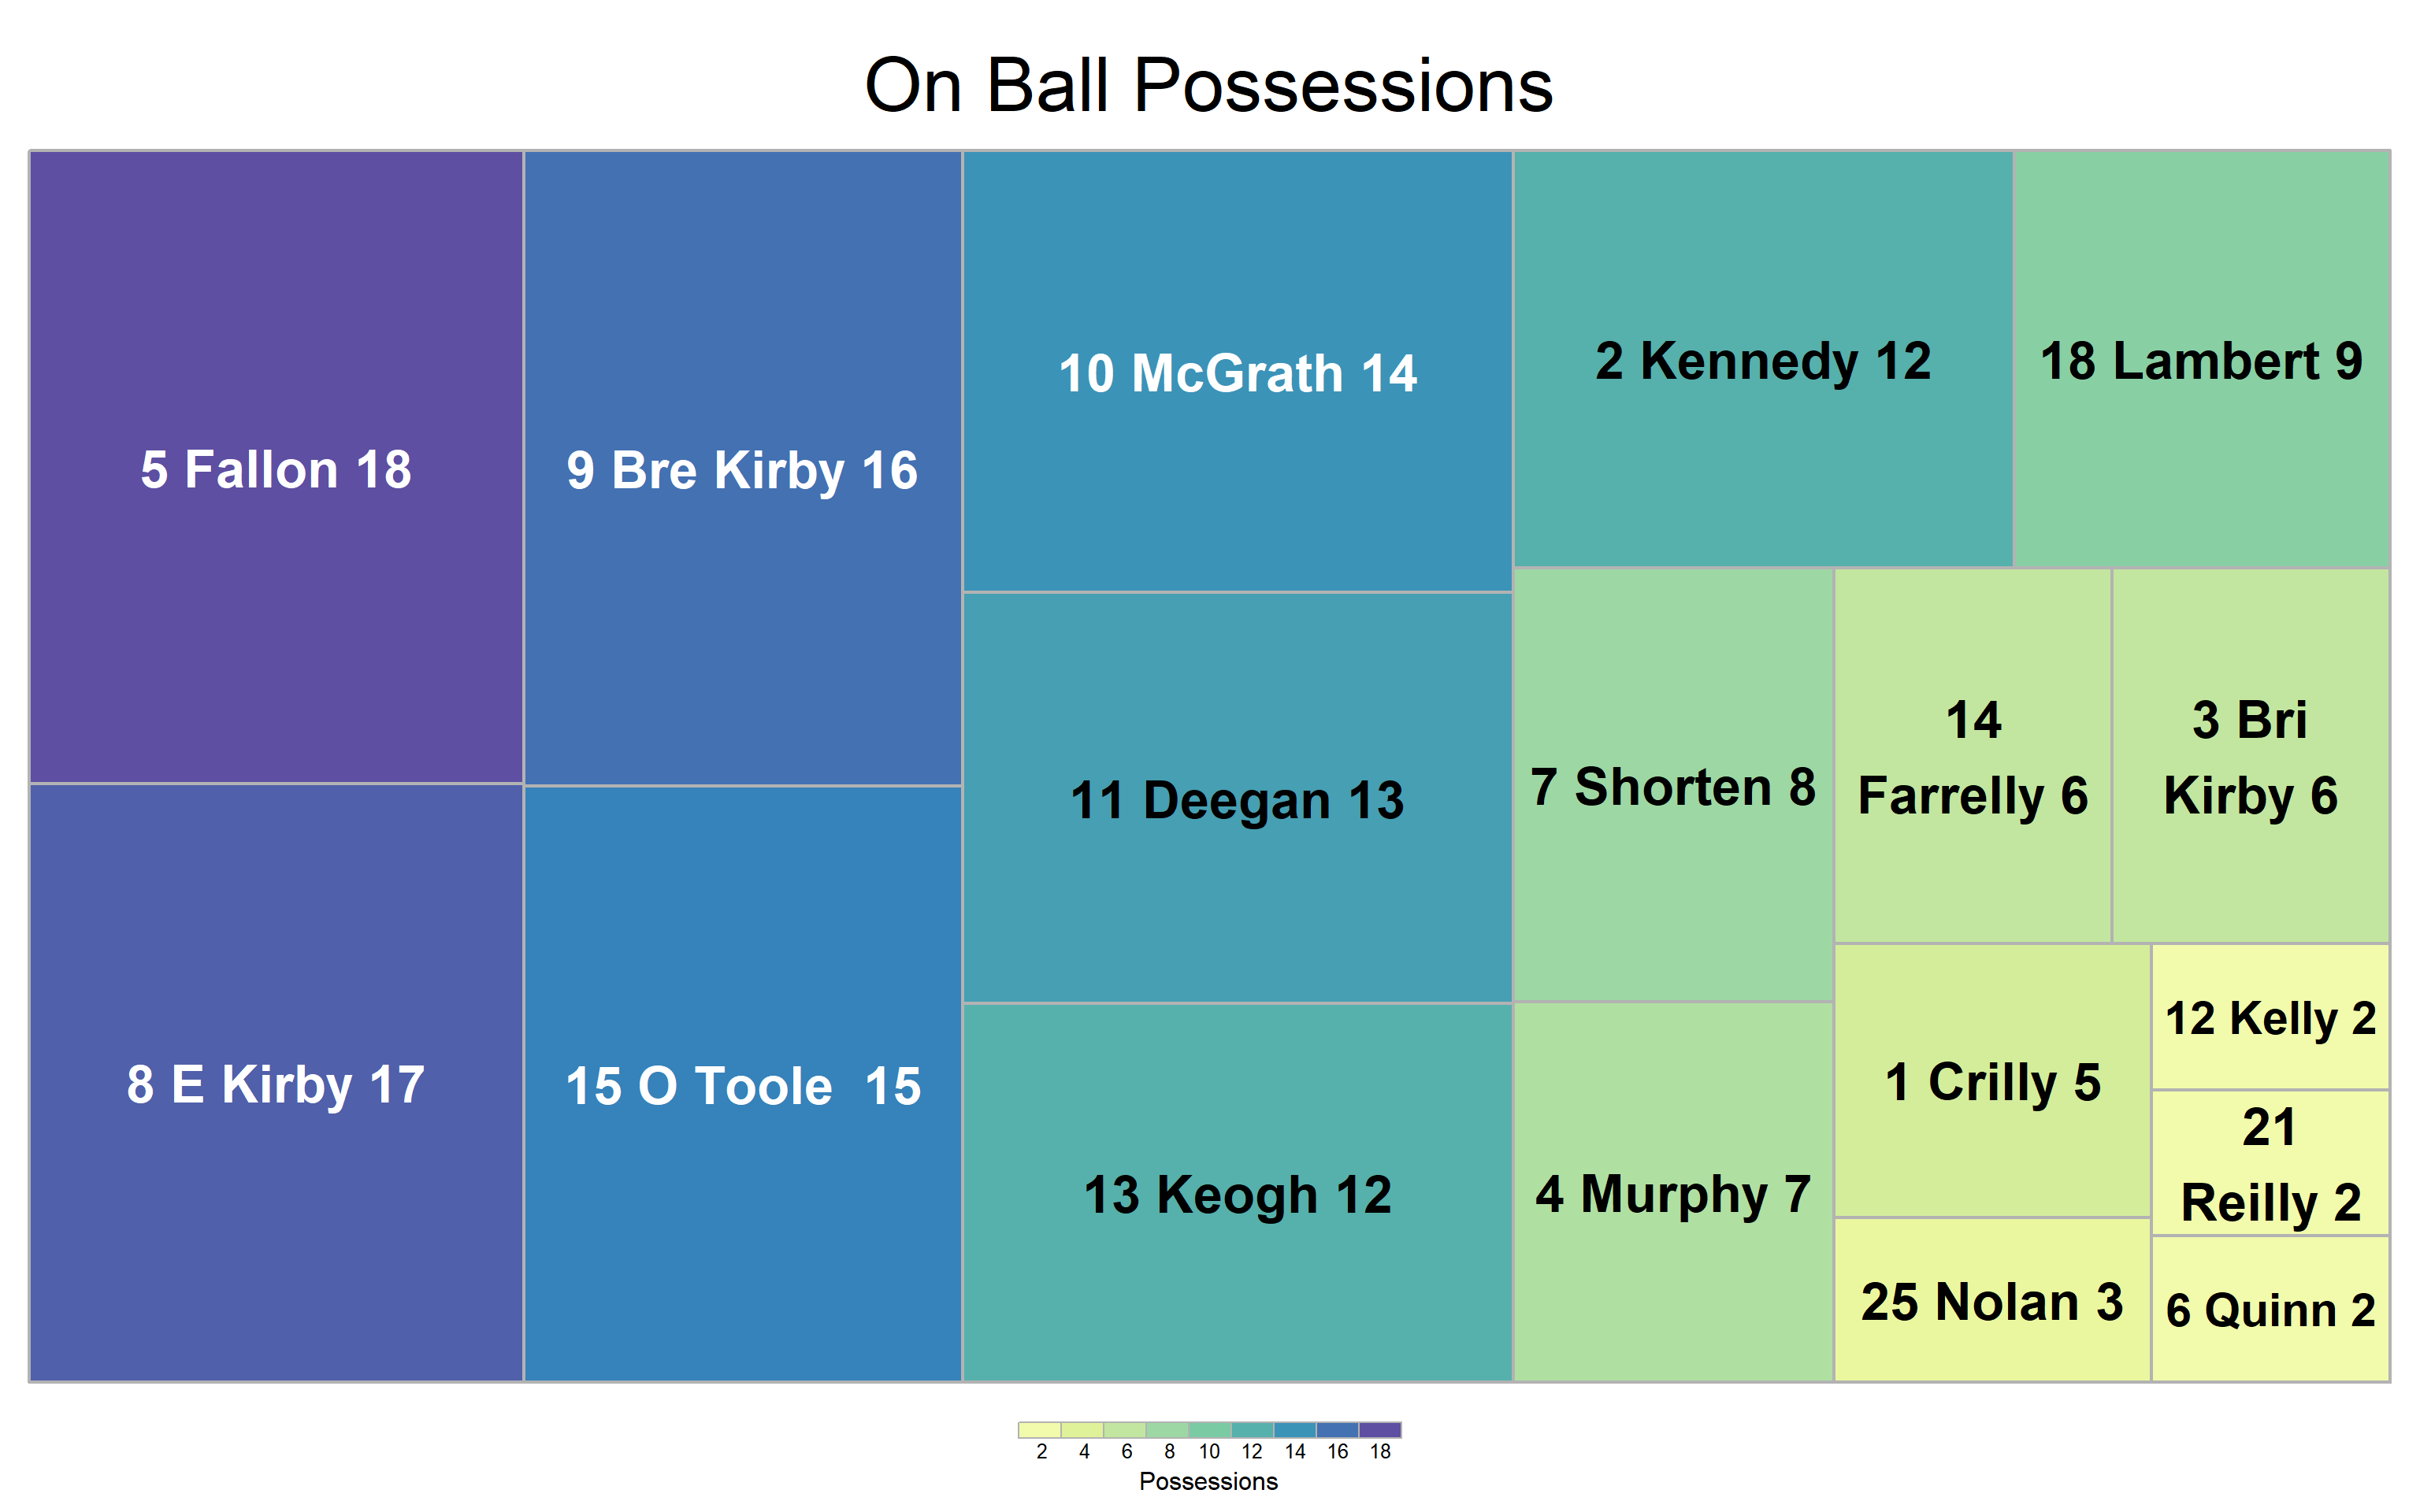 On Ball Possessions
5 Fallon 18
9 Bre Kirby 16
10 McGrath 14
2 Kennedy 12
18 Lambert 9
11 Deegan 13
7 Shorten 8
14
Farrelly 6
3 Bri
Kirby 6
8 E Kirby 17
15 O Toole  15
13 Keogh 12
4 Murphy 7
1 Crilly 5
12 Kelly 2
21
Reilly 2
25 Nolan 3
6 Quinn 2
2 4 6 8 10 12 14 16 18
Possessions